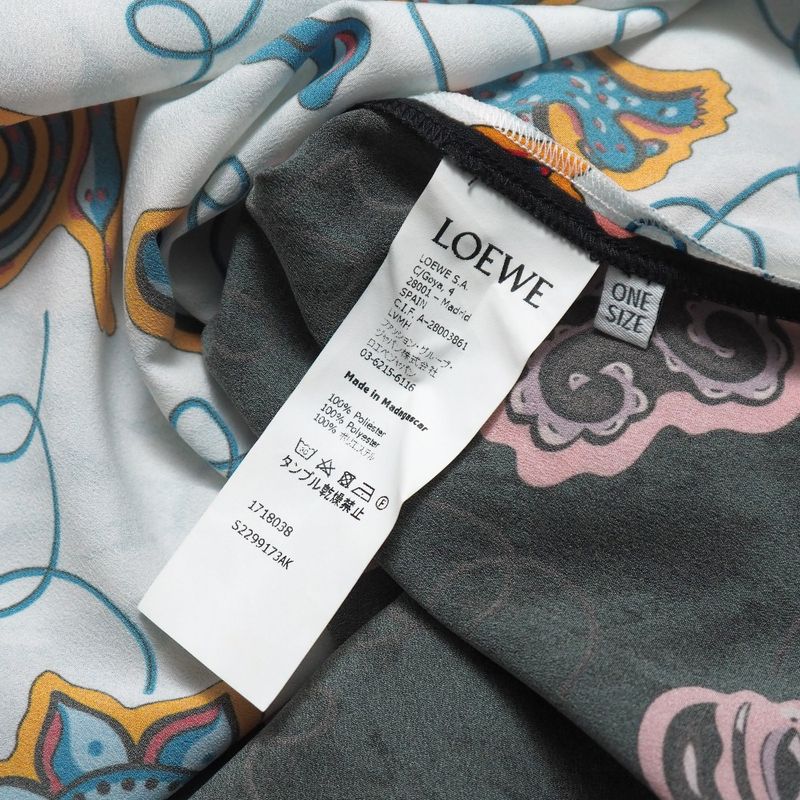 LOEWE
LOEWE S.A.
C/Goya, 4
28001 - Madrid
SPAIN
C.I.F. A-28003861
LVMH
ファッション・グループ・
ジャパン株式会社
ロエベジャパン
03-6215-6116
Made in Madagascar
100% Poliester
100% Polyester
100% ポリエステル
タンブル乾燥禁止
1718038
S2299173AK
ONE
SIZE